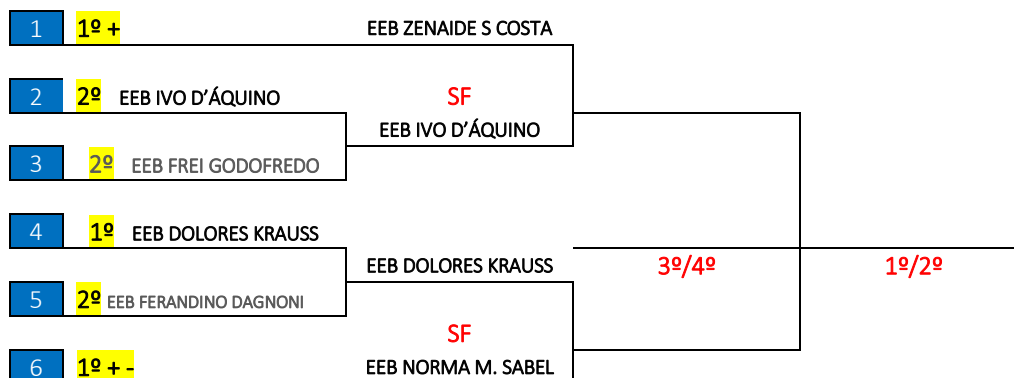 1 1º + EEB ZENAIDE S COSTA
2 2º EEB IVO D’ÁQUINO SF
EEB IVO D’ÁQUINO
3 2º EEB FREI GODOFREDO
4 1º EEB DOLORES KRAUSS
EEB DOLORES KRAUSS 3º/4º 1º/2º
5 2º EEB FERANDINO DAGNONI
SF
6 1º + - EEB NORMA M. SABEL